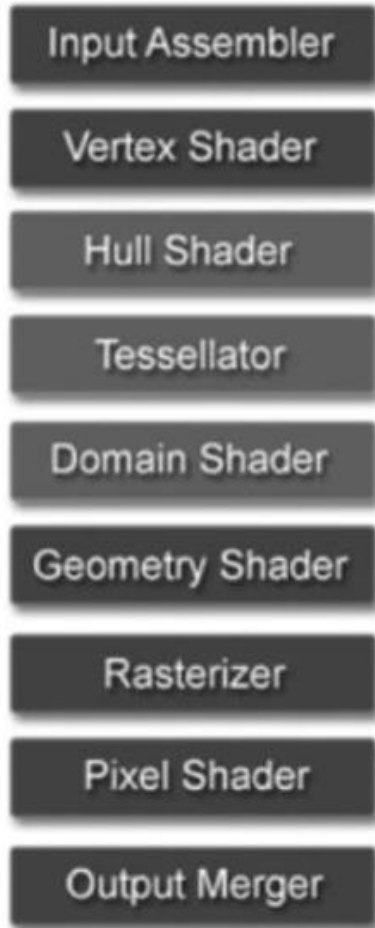 Input Assembler
Vertex Shader
Hull Shader
Tessellator
Domain Shader
Geometry Shader
Rasterizer
Pixel Shader
Output Merger